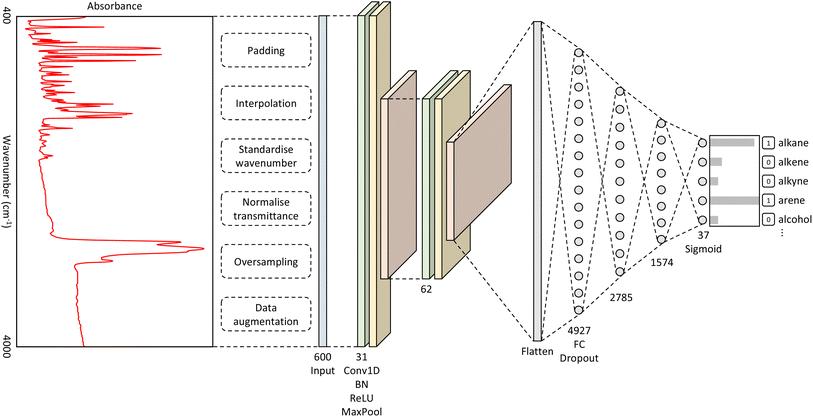 Absorbance
400
Wavenumber (cm⁻¹)
4000
Padding
Interpolation
Standardise
wavenumber
Normalise
transmittance
Oversampling
Data
augmentation
600
Input
31
Conv1D
BN
ReLU
MaxPool
62
Flatten
4927
FC
Dropout
2785
1574
37
Sigmoid
1 alkane
0 alkene
0 alkyne
1 arene
0 alcohol
⋮